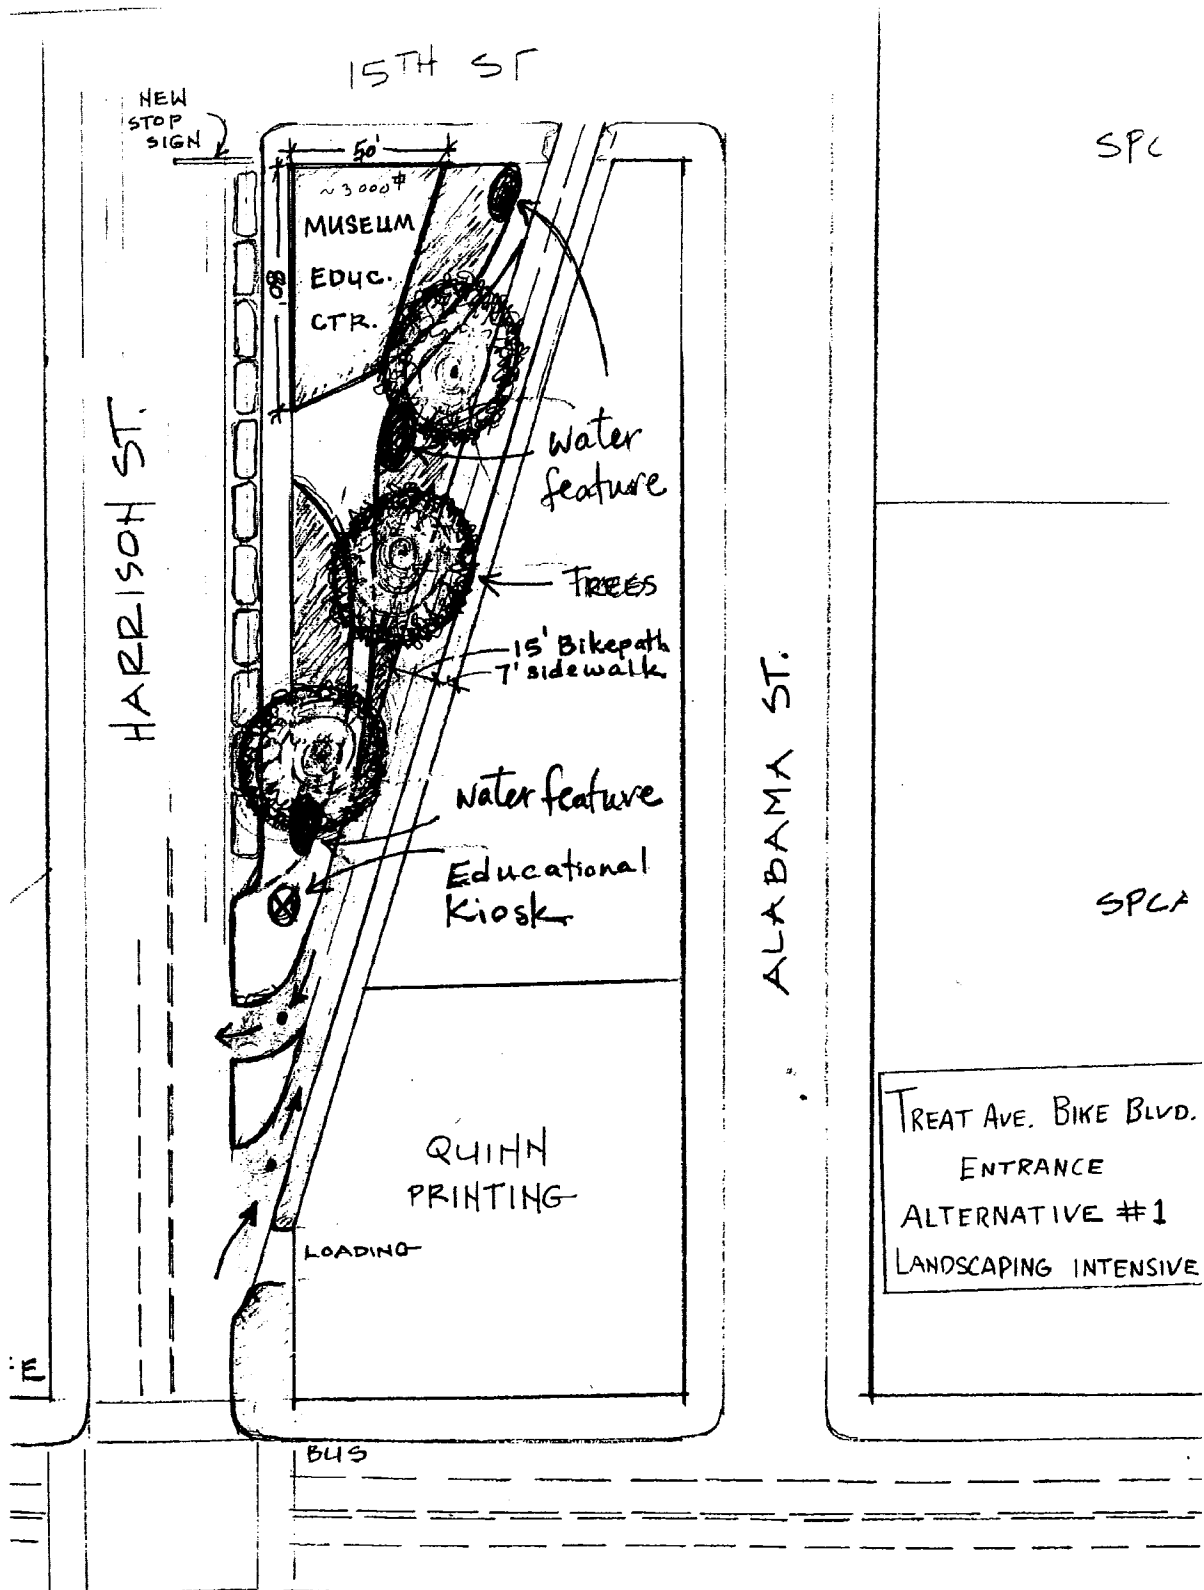 15TH ST
NEW
STOP
SIGN
50'
~3000
MUSEUM
EDUC.
CTR.
80'
HARRISON ST.
Water
feature
TREES
15' Bikepath
7' sidewalk
Water feature
Educational
Kiosk
ALABAMA ST.
SPC
SPCA
QUINN
PRINTING
LOADING
TREAT AVE. BIKE BLVD.
ENTRANCE
ALTERNATIVE #1
LANDSCAPING INTENSIVE
E
BUS